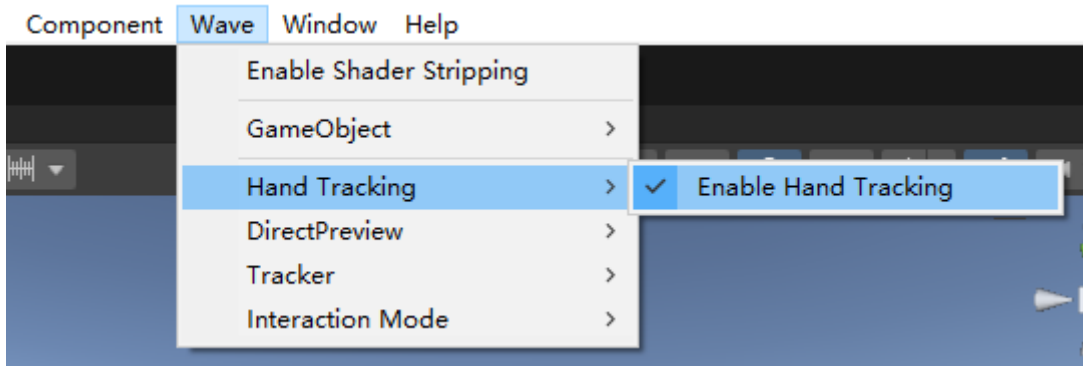 Component Wave Window Help
Enable Shader Stripping
GameObject
Hand Tracking Enable Hand Tracking
DirectPreview
Tracker
Interaction Mode